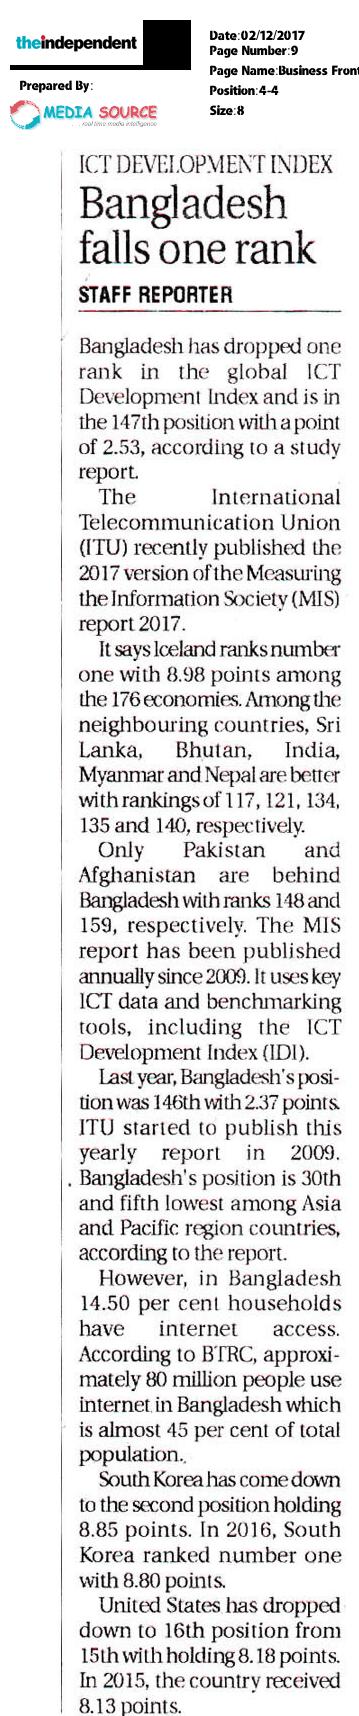 theindependent
Date:02/12/2017
Page Number:9
Page Name:Business Front
Position:4-4
Size:8
Prepared By:
MEDIA SOURCE
real time media intelligence
ICT DEVELOPMENT INDEX
Bangladesh
falls one rank
STAFF REPORTER
Bangladesh has dropped one
rank in the global ICT
Development Index and is in
the 147th position with a point
of 2.53, according to a study
report.
The International
Telecommunication Union
(ITU) recently published the
2017 version of the Measuring
the Information Society (MIS)
report 2017.
It says Iceland ranks number
one with 8.98 points among
the 176 economies. Among the
neighbouring countries, Sri
Lanka, Bhutan, India,
Myanmar and Nepal are better
with rankings of 117, 121, 134,
135 and 140, respectively.
Only Pakistan and
Afghanistan are behind
Bangladesh with ranks 148 and
159, respectively. The MIS
report has been published
annually since 2009. It uses key
ICT data and benchmarking
tools, including the ICT
Development Index (IDI).
Last year, Bangladesh's posi-
tion was 146th with 2.37 points.
ITU started to publish this
yearly report in 2009.
Bangladesh's position is 30th
and fifth lowest among Asia
and Pacific region countries,
according to the report.
However, in Bangladesh
14.50 per cent households
have internet access.
According to BTRC, approxi-
mately 80 million people use
internet in Bangladesh which
is almost 45 per cent of total
population..
South Korea has come down
to the second position holding
8.85 points. In 2016, South
Korea ranked number one
with 8.80 points.
United States has dropped
down to 16th position from
15th with holding 8.18 points.
In 2015, the country received
8.13 points.